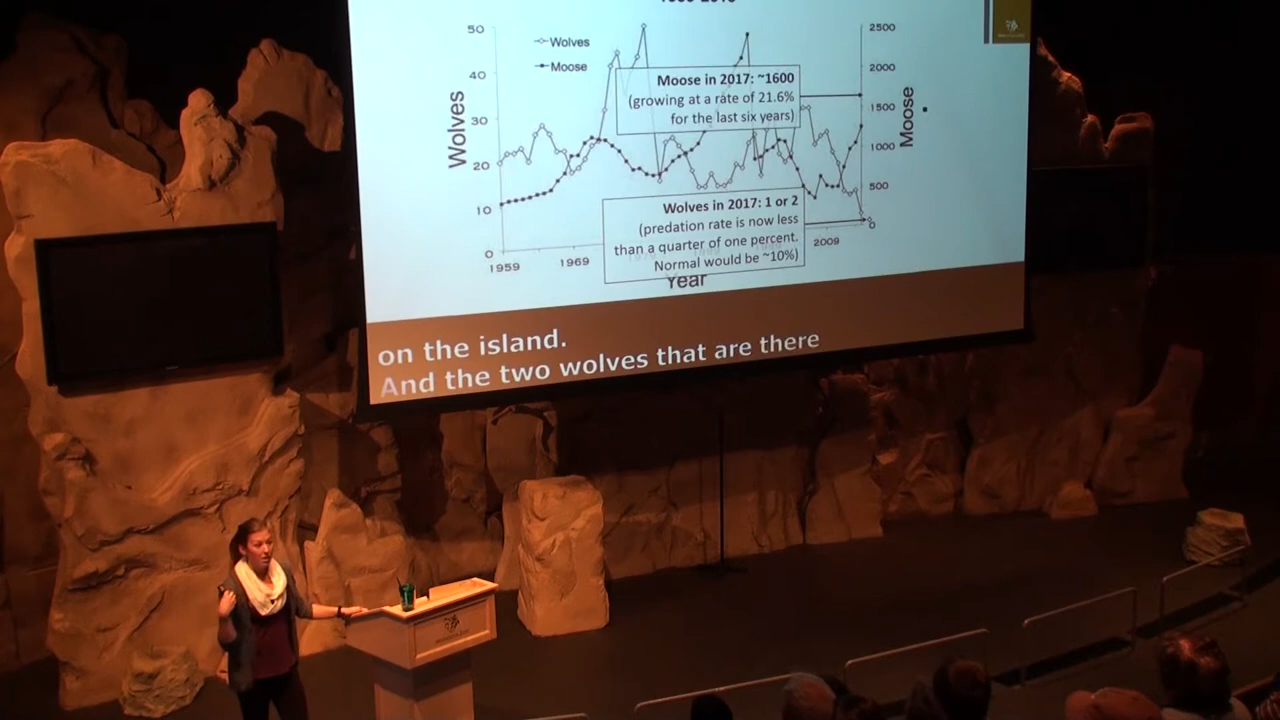 50
40
30
20
10
0
Wolves
Wolves
Moose
Moose in 2017: ~1600
(growing at a rate of 21.6%
for the last six years)
Wolves in 2017: 1 or 2
(predation rate is now less
than a quarter of one percent.
Normal would be ~10%)
2500
2000
1500
1000
500
0
Moose
1959
1969
2009
Year
on the island.
And the two wolves that are there